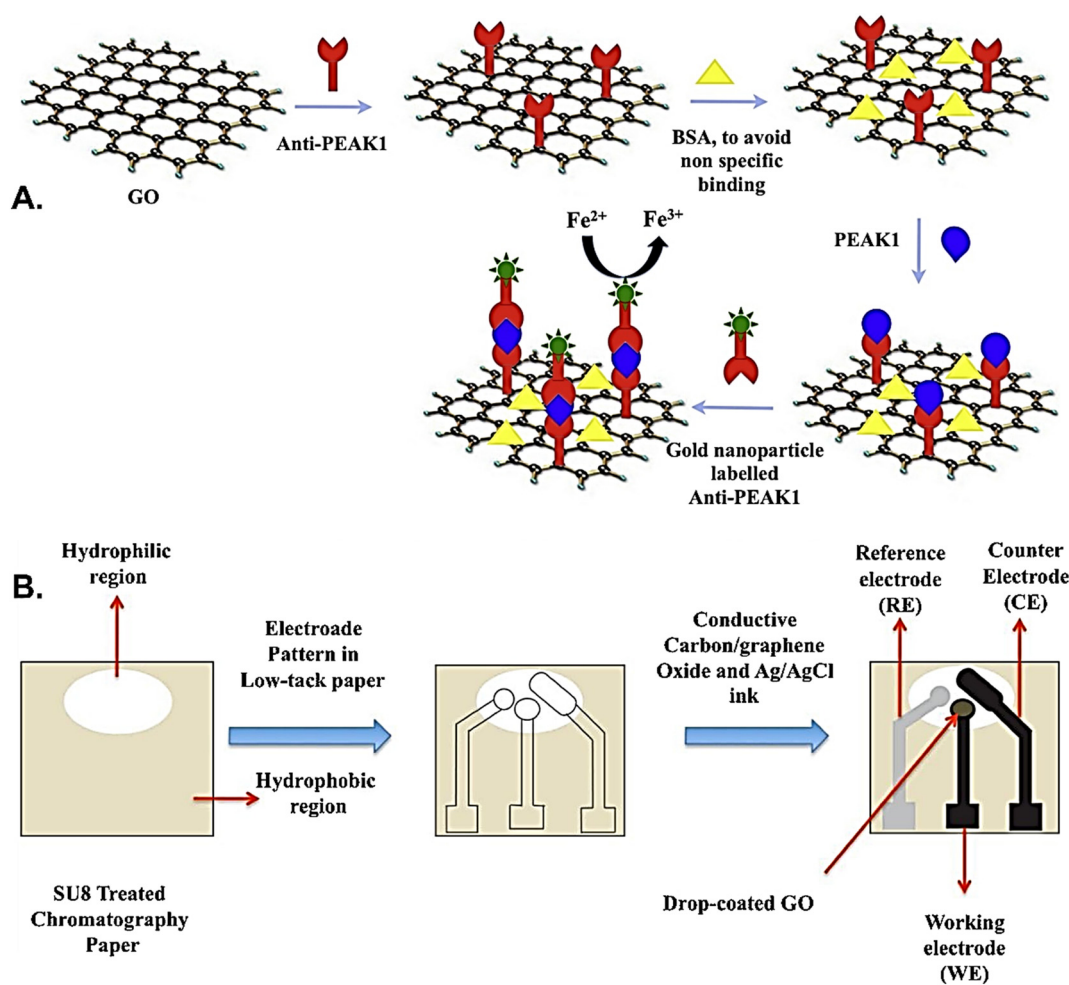 GO
Anti-PEAK1
BSA, to avoid
non specific
binding
A.
PEAK1
Fe²⁺
Fe³⁺
Gold nanoparticle
labelled
Anti-PEAK1
B.
Hydrophilic
region
Electroade
Pattern in
Low-tack paper
Hydrophobic
region
SU8 Treated
Chromatography
Paper
Conductive
Carbon/graphene
Oxide and Ag/AgCl
ink
Reference
electrode
(RE)
Counter
Electrode
(CE)
Drop-coated GO
Working
electrode
(WE)